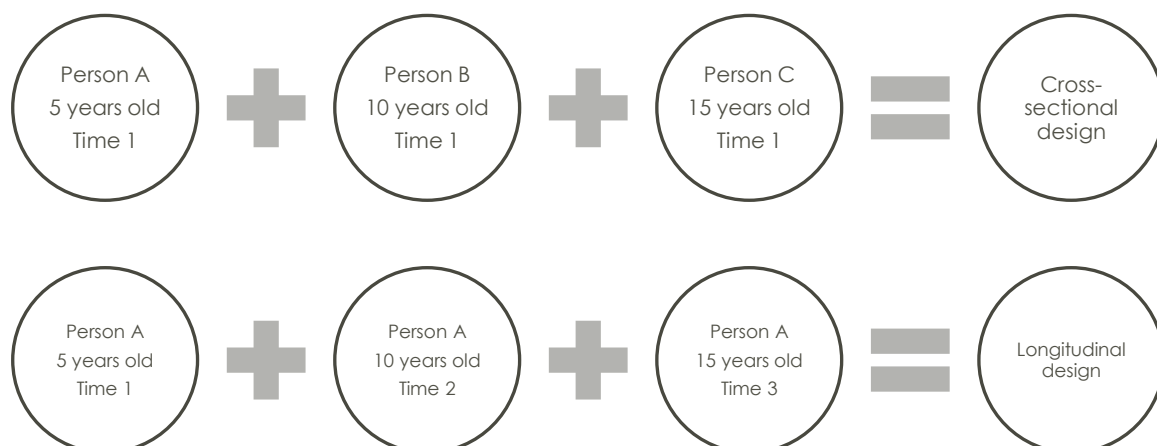 Person A
5 years old
Time 1
Person B
10 years old
Time 1
Person C
15 years old
Time 1
Cross-
sectional
design
Person A
5 years old
Time 1
Person A
10 years old
Time 2
Person A
15 years old
Time 3
Longitudinal
design